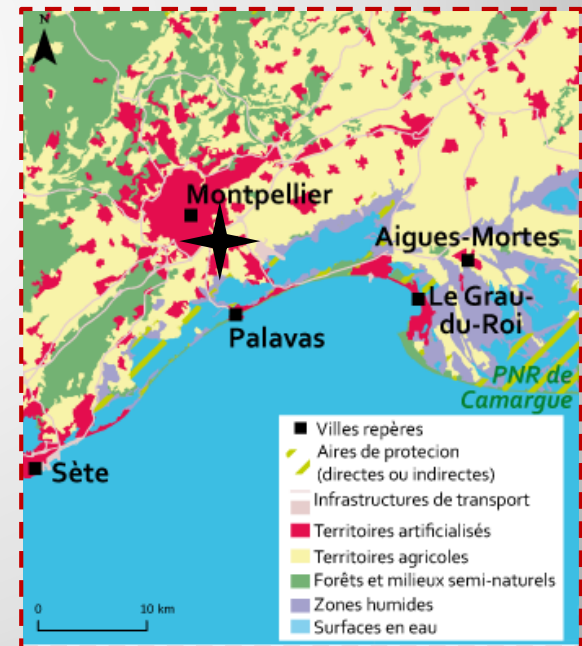 N
Montpellier
Aigues-Mortes
Le Grau-
du-Roi
Palavas
PNR de
Camargue
Sète
Villes repères
Aires de protecion
(directes ou indirectes)
Infrastructures de transport
Territoires artificialisés
Territoires agricoles
Forêts et milieux semi-naturels
Zones humides
Surfaces en eau
0 10 km